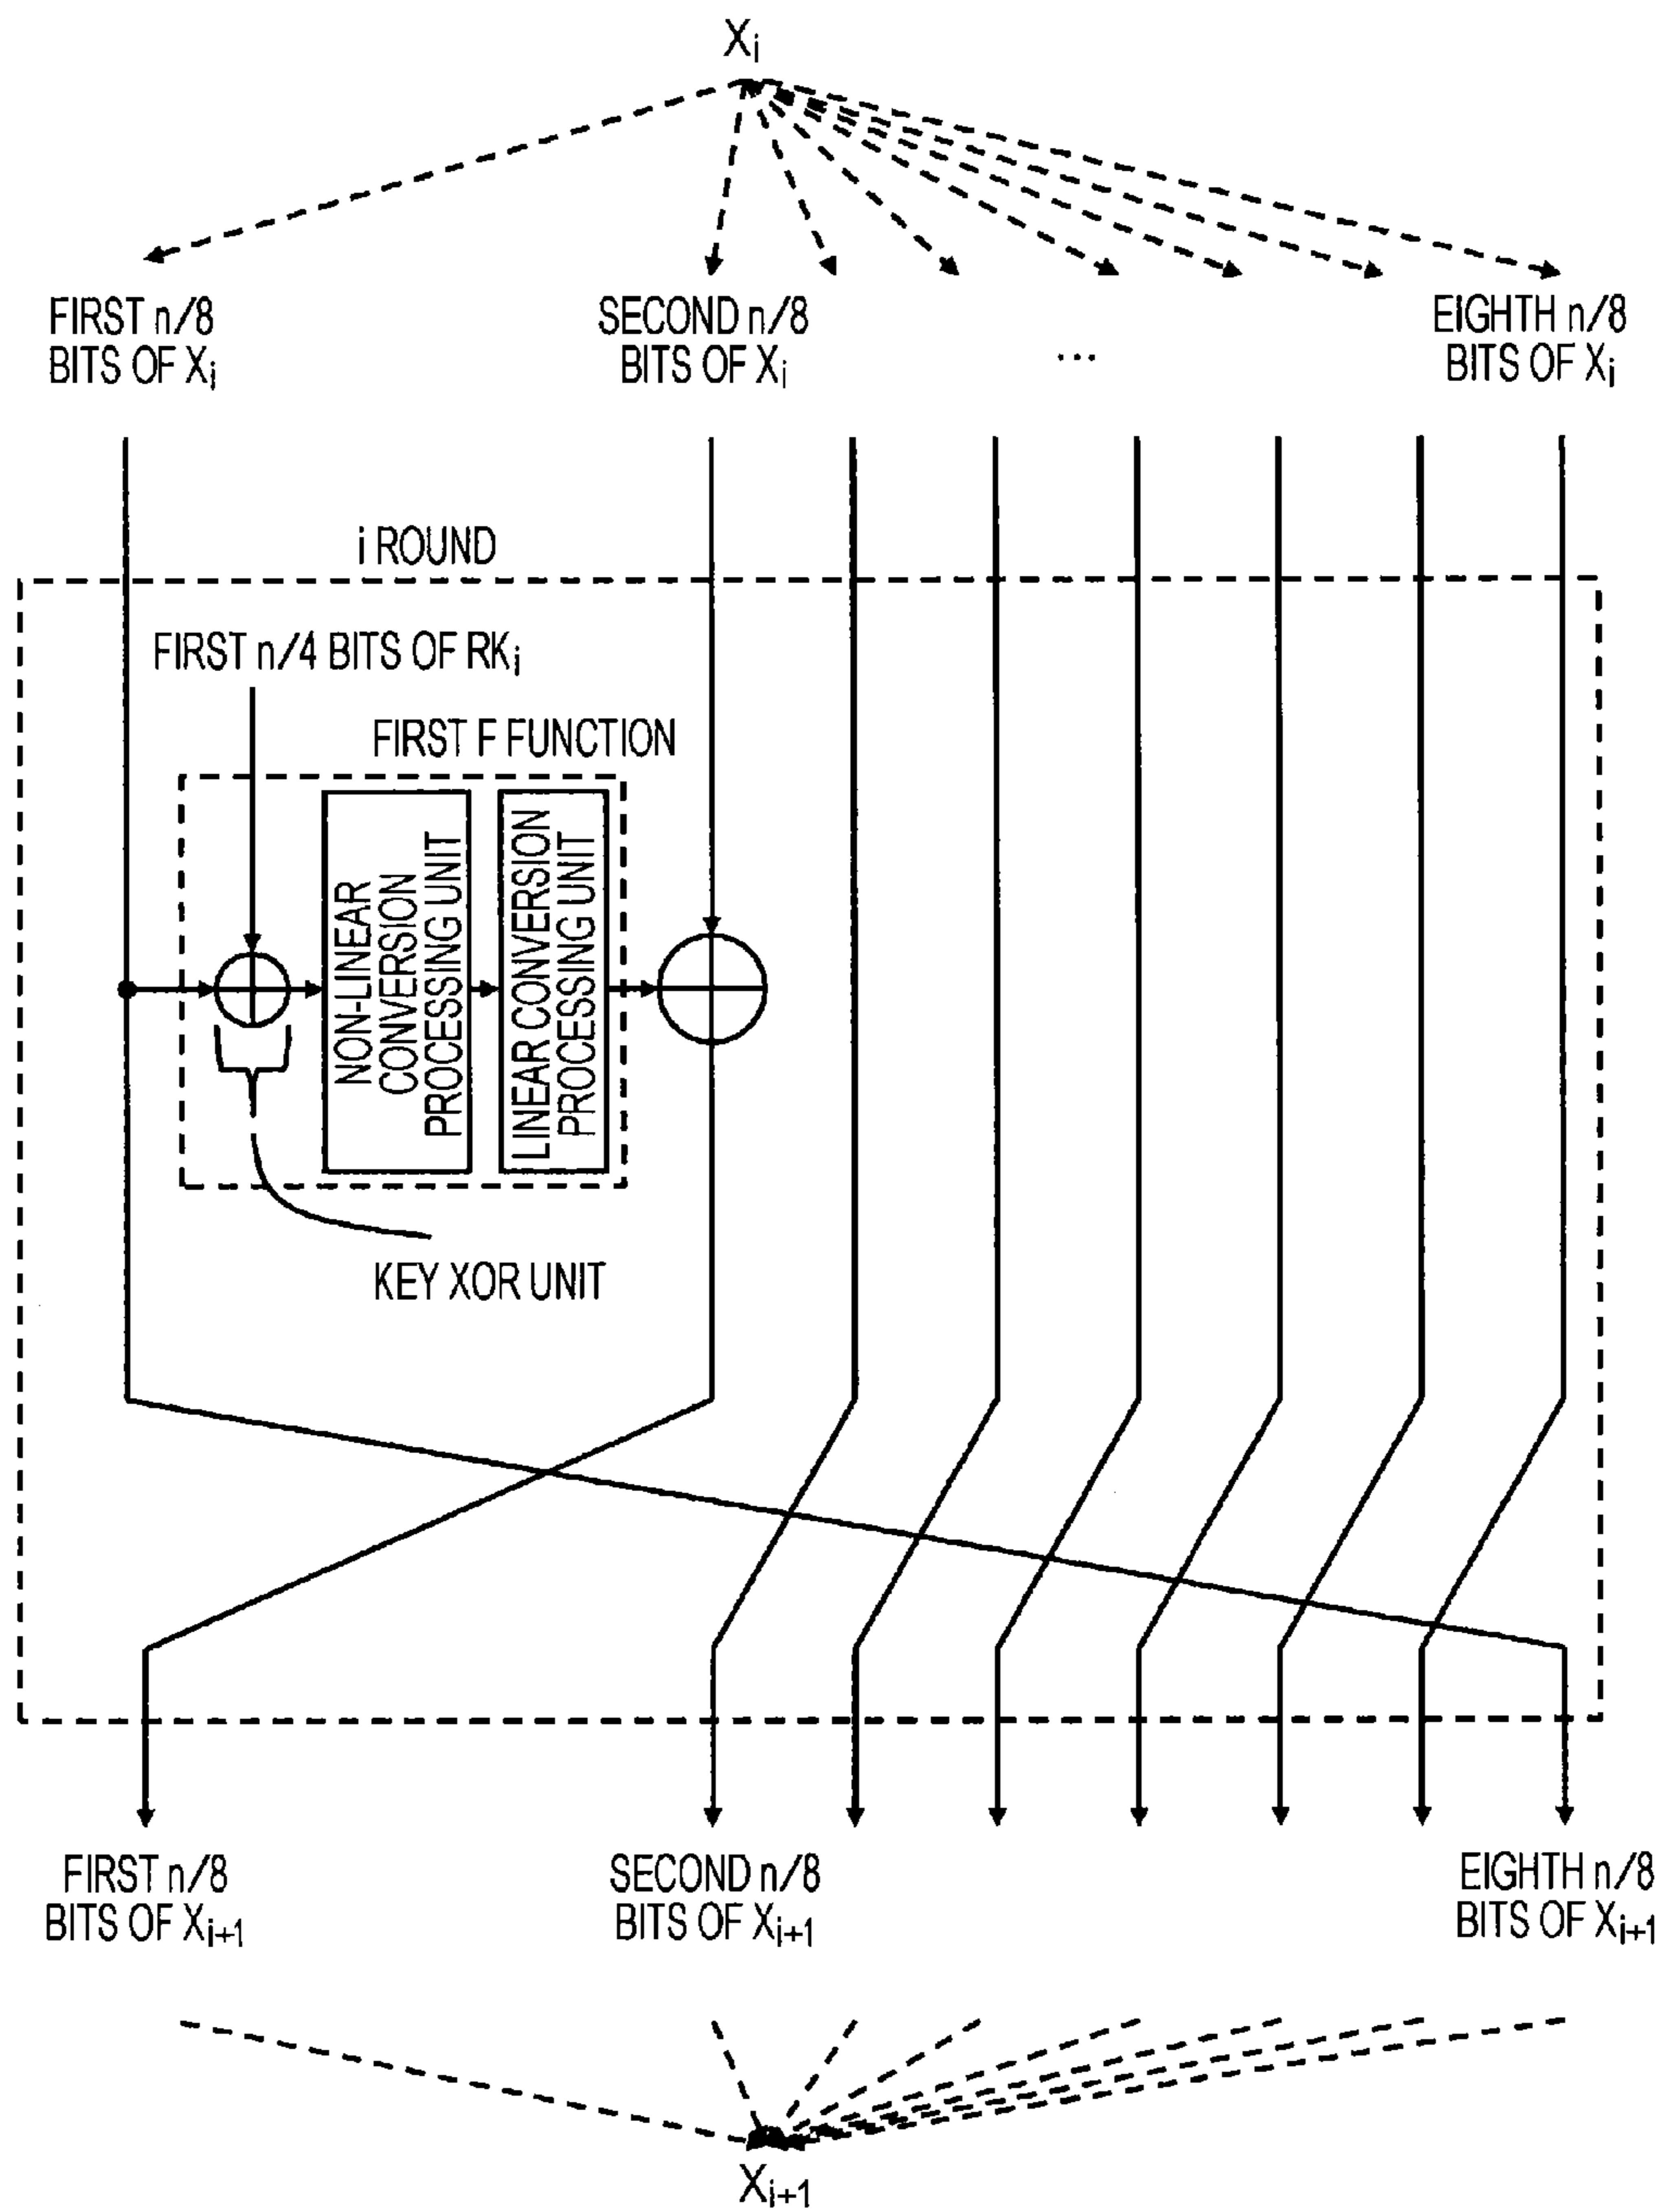 Xi
FIRST n/8
BITS OF Xi
SECOND n/8
BITS OF Xi
...
EIGHTH n/8
BITS OF Xi
i ROUND
FIRST n/4 BITS OF RKi
FIRST F FUNCTION
NON-LINEAR
CONVERSION
PROCESSING UNIT
LINEAR CONVERSION
PROCESSING UNIT
KEY XOR UNIT
FIRST n/8
BITS OF Xi+1
SECOND n/8
BITS OF Xi+1
EIGHTH n/8
BITS OF Xi+1
Xi+1